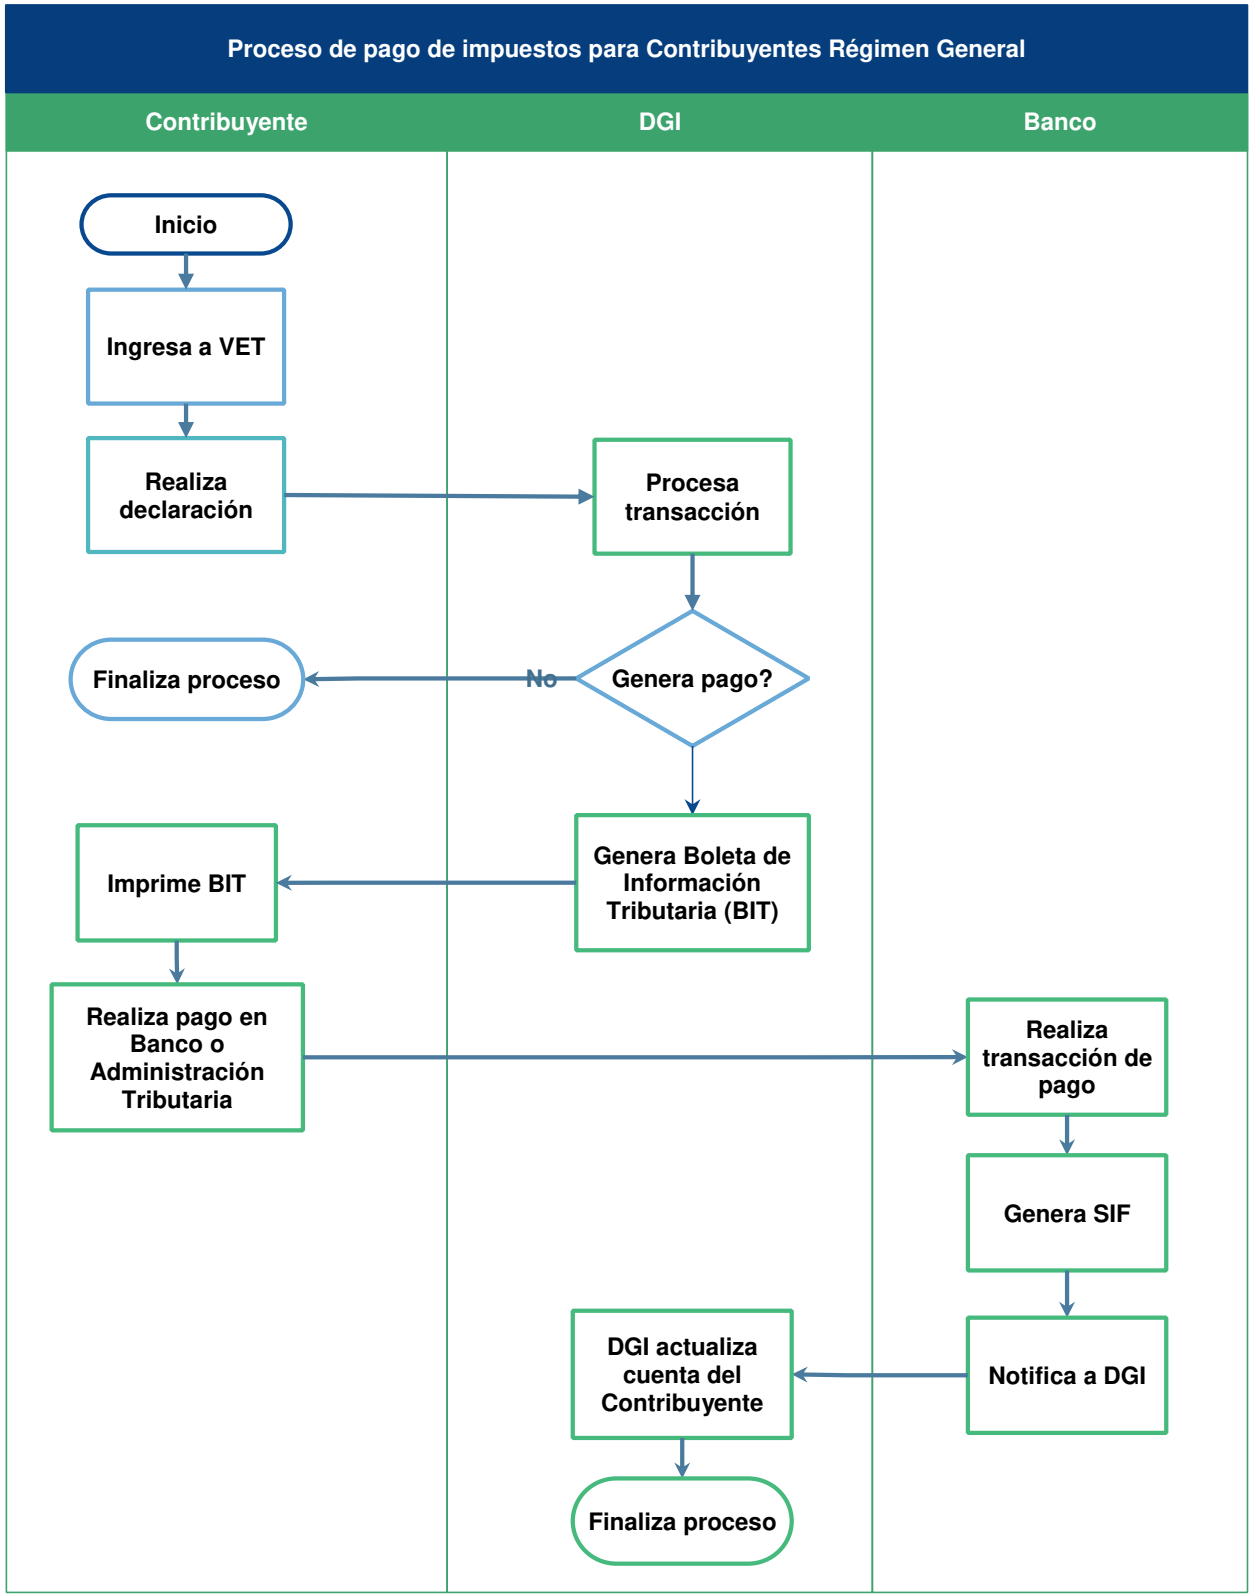 Proceso de pago de impuestos para Contribuyentes Régimen General
Contribuyente
DGI
Banco
Inicio
Ingresa a VET
Realiza
declaración
Procesa
transacción
Finaliza proceso
No
Genera pago?
Genera Boleta de
Información
Tributaria (BIT)
Imprime BIT
Realiza pago en
Banco o
Administración
Tributaria
Realiza
transacción de
pago
Genera SIF
Notifica a DGI
DGI actualiza
cuenta del
Contribuyente
Finaliza proceso